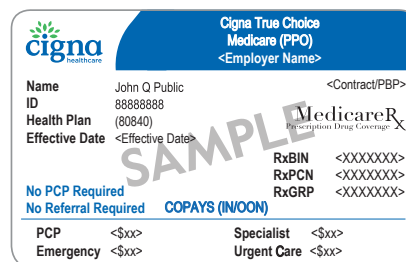 Cigna healthcare
Cigna True Choice
Medicare (PPO)
<Employer Name>
<Contract/PBP>
Name John Q Public
ID 88888888
Health Plan (80840)
Effective Date <Effective Date>
MedicareRx
Prescription Drug Coverage
SAMPLE
RxBIN <XXXXXXX>
RxPCN <XXXXXXX>
RxGRP <XXXXXXX>
No PCP Required
No Referral Required COPAYS (IN/OON)
PCP <$xx> Specialist <$xx>
Emergency <$xx> Urgent Care <$xx>